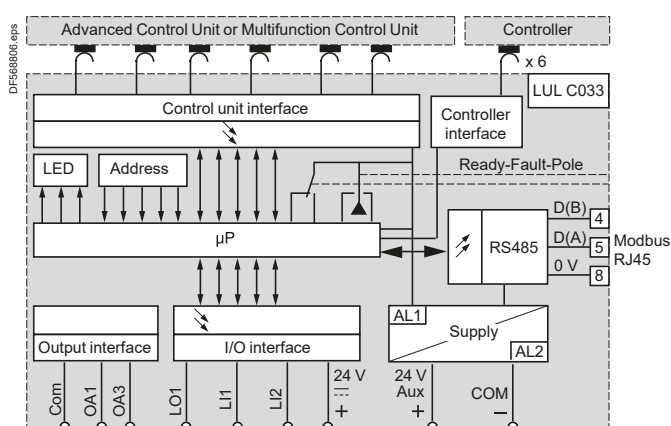 DF568806.eps
Advanced Control Unit or Multifunction Control Unit
Controller
x 6
LUL C033
Control unit interface
Controller
interface
LED
Address
Ready-Fault-Pole
µP
RS485
D(B)
4
D(A)
5
0 V
8
Modbus
RJ45
Output interface
I/O interface
AL1
Supply
AL2
Com
OA1
OA3
LO1
LI1
LI2
24 V
+
24 V
Aux
+
COM
–